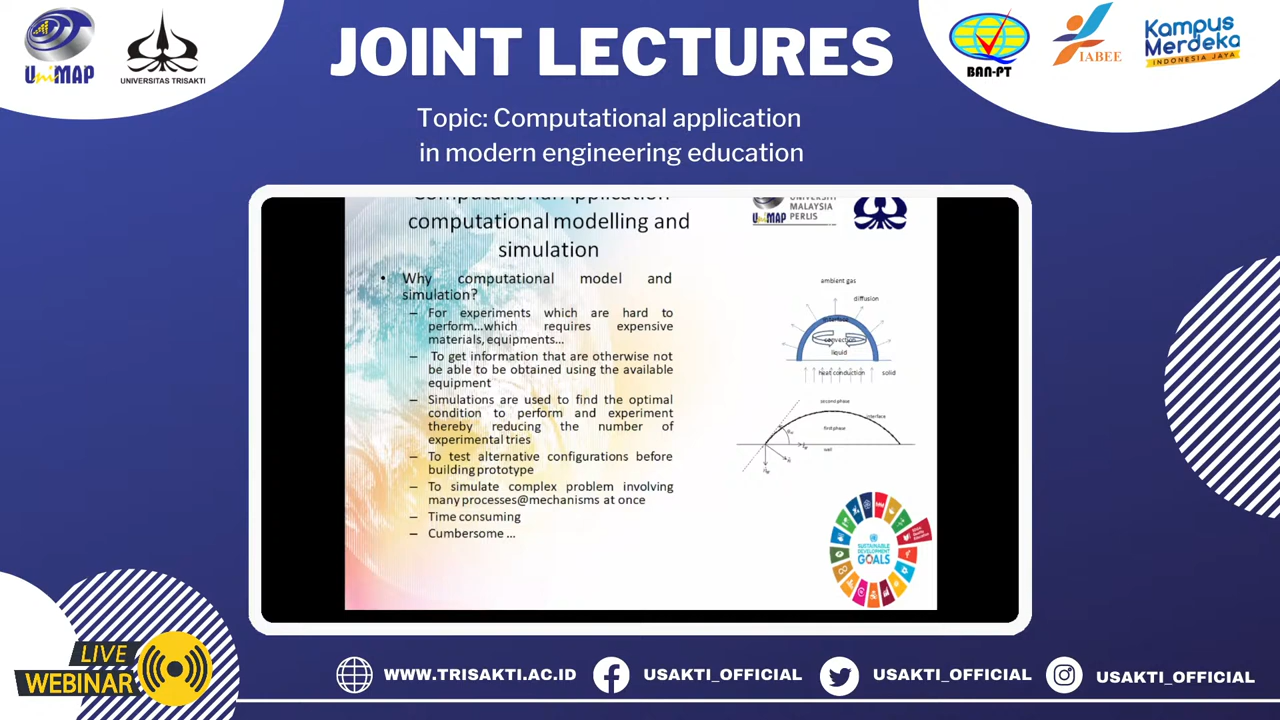 UniMAP
UNIVERSITAS TRISAKTI
JOINT LECTURES
BAN-PT
IABEE
Kampus
Merdeka
INDONESIA JAYA
Topic: Computational application
in modern engineering education
Computational Application
computational modelling and
simulation
UNIVERSITI
MALAYSIA
PERLIS
UniMAP
• Why computational model and
simulation?
– For experiments which are hard to
perform...which requires expensive
materials, equipments...
– To get information that are otherwise not
be able to be obtained using the available
equipment
– Simulations are used to find the optimal
condition to perform and experiment
thereby reducing the number of
experimental tries
– To test alternative configurations before
building prototype
– To simulate complex problem involving
many processes@mechanisms at once
– Time consuming
– Cumbersome ...
ambient gas
diffusion
interface
convection
liquid
heat conduction
solid
second phase
interface
first phase
wall
SUSTAINABLE
DEVELOPMENT
GOALS
LIVE
WEBINAR
WWW.TRISAKTI.AC.ID
USAKTI_OFFICIAL
USAKTI_OFFICIAL
USAKTI_OFFICIAL